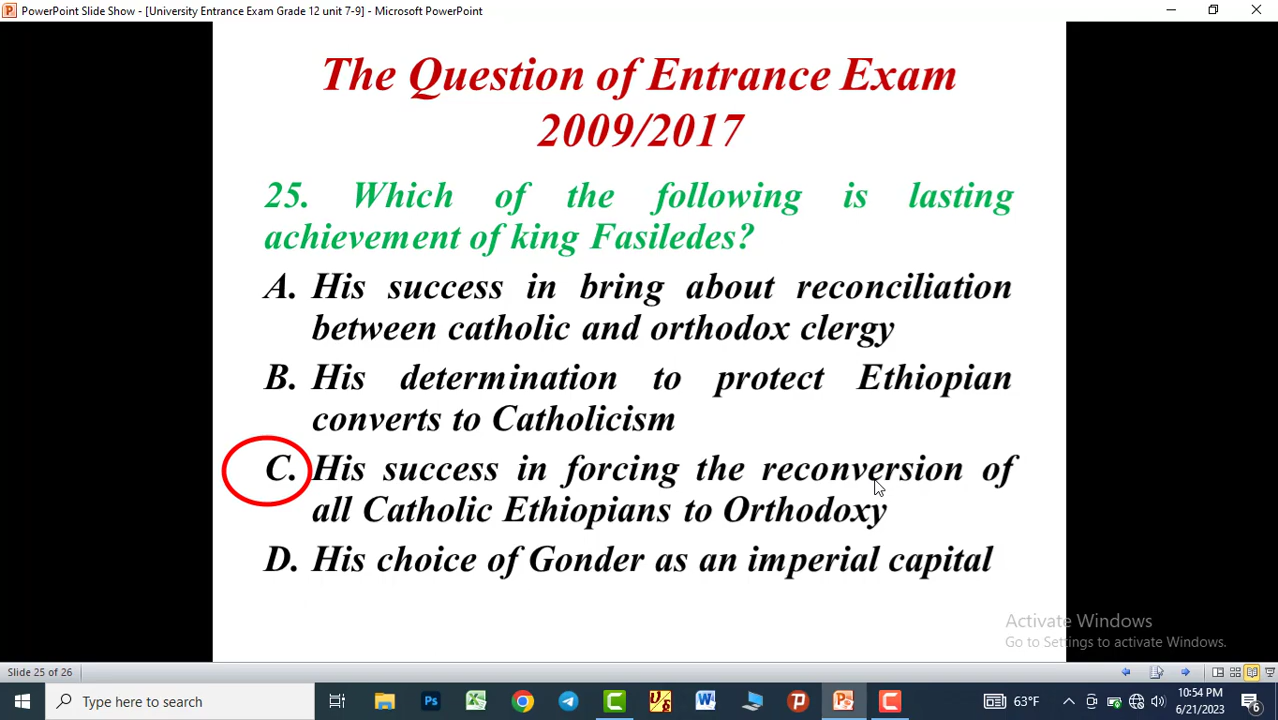 PowerPoint Slide Show - [University Entrance Exam Grade 12 unit 7-9] - Microsoft PowerPoint
The Question of Entrance Exam
2009/2017
25. Which of the following is lasting
achievement of king Fasiledes?
A. His success in bring about reconciliation
between catholic and orthodox clergy
B. His determination to protect Ethiopian
converts to Catholicism
C. His success in forcing the reconversion of
all Catholic Ethiopians to Orthodoxy
D. His choice of Gonder as an imperial capital
Activate Windows
Go to Settings to activate Windows.
Slide 25 of 26
Type here to search
63°F
10:54 PM
6/21/2023
6